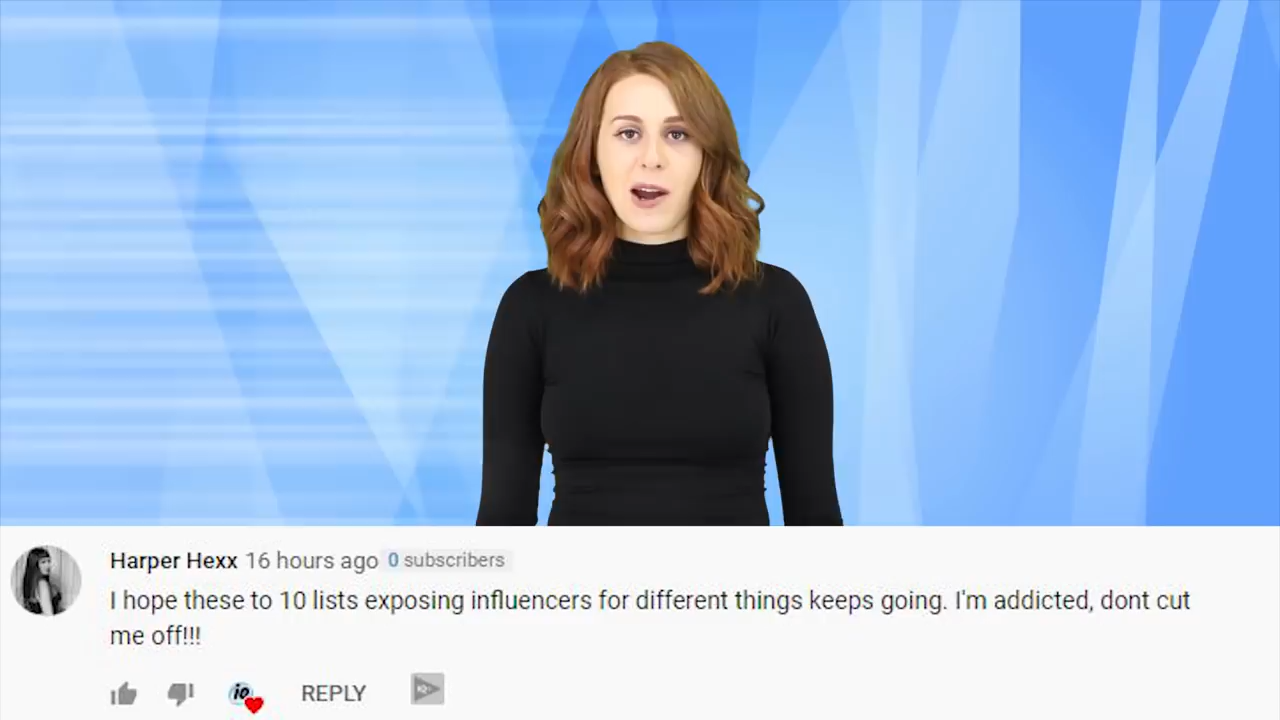 Harper Hexx 16 hours ago 0 subscribers
I hope these to 10 lists exposing influencers for different things keeps going. I'm addicted, dont cut
me off!!!
io REPLY